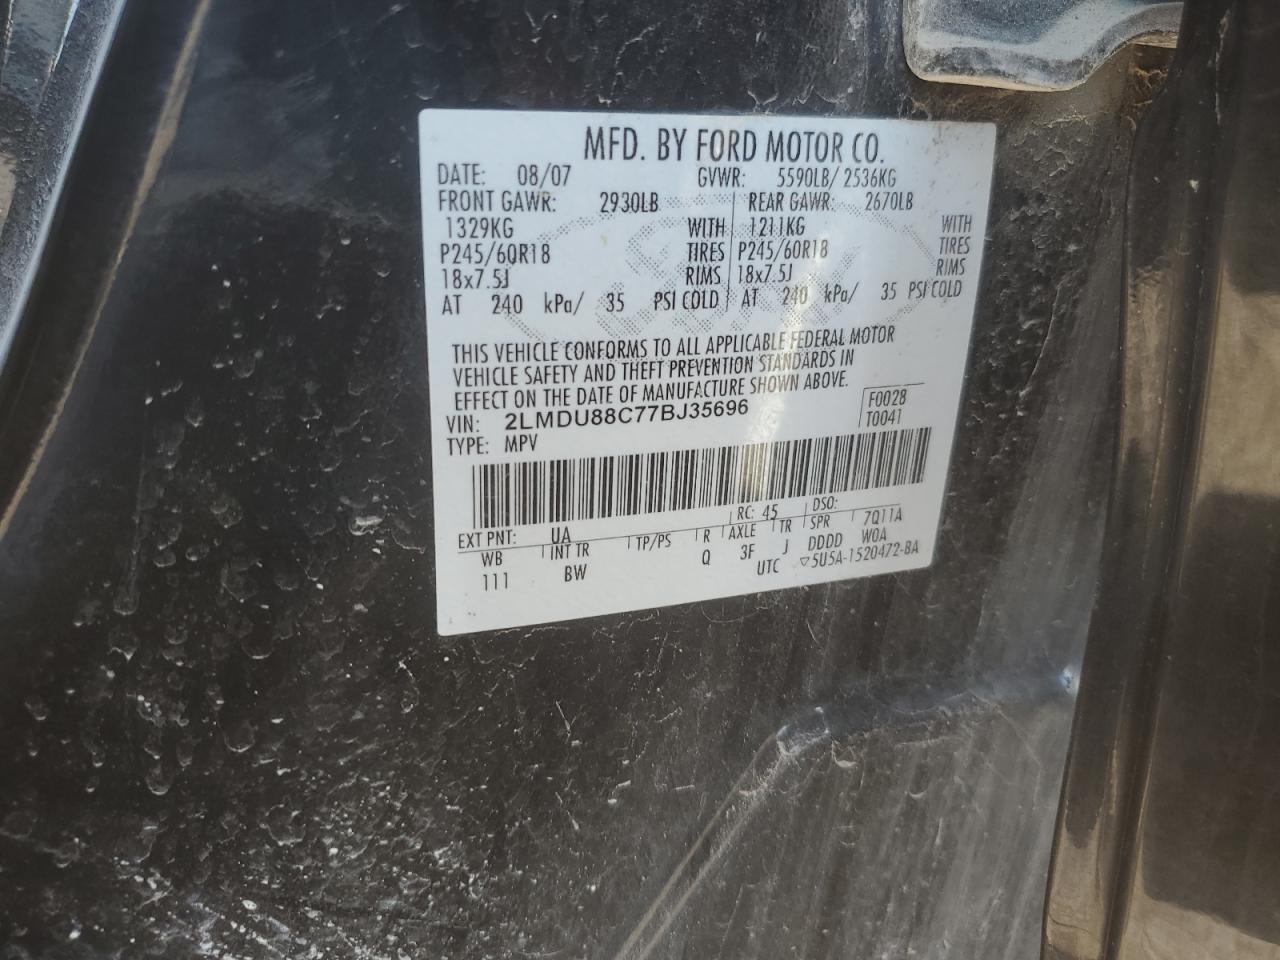 MFD. BY FORD MOTOR CO.
DATE: 08/07 GVWR: 5590LB/ 2536KG
FRONT GAWR: 2930LB REAR GAWR: 2670LB
1329KG WITH 1211KG WITH
P245/60R18 TIRES P245/60R18 TIRES
18x7.5J RIMS 18x7.5J RIMS
AT 240 kPa/ 35 PSI COLD AT 240 kPa/ 35 PSI COLD
THIS VEHICLE CONFORMS TO ALL APPLICABLE FEDERAL MOTOR
VEHICLE SAFETY AND THEFT PREVENTION STANDARDS IN
EFFECT ON THE DATE OF MANUFACTURE SHOWN ABOVE.
VIN: 2LMDU88C77BJ35696 F0028
TYPE: MPV T0041
EXT PNT: UA RC: 45 DSO:
WB INT TR TP/PS R AXLE TR SPR 7Q11A
111 BW Q 3F J DDDD W0A
UTC ▽5U5A-1520472-BA